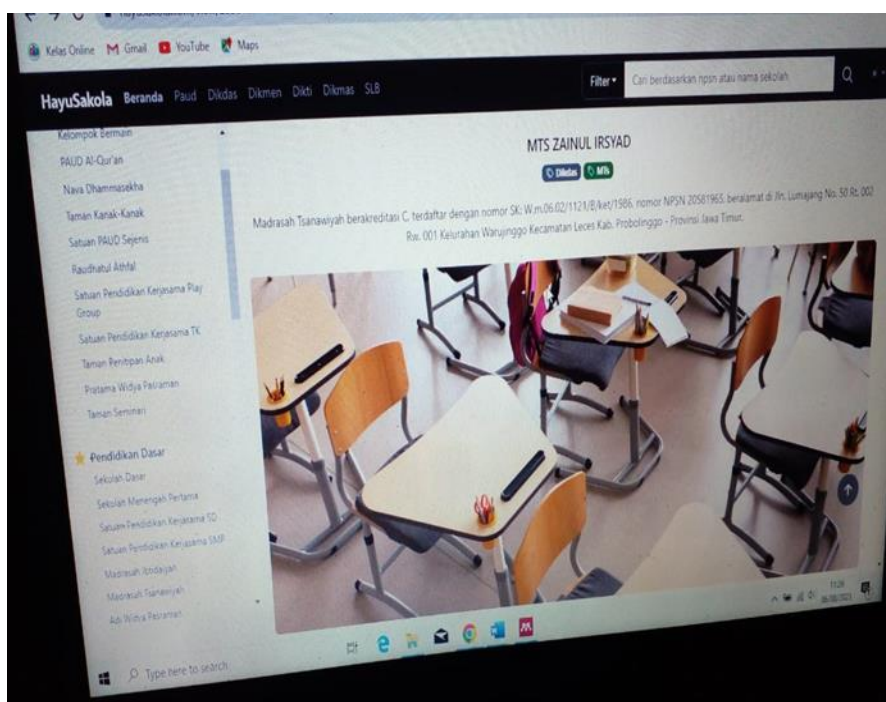 Kelas Online Gmail YouTube Maps
HayuSakola Beranda Paud Dikdas Dikmen Dikti Dikmas SLB Filter Cari berdasarkan npsn atau nama sekolah
Kelompok Bermain
PAUD Al-Qur'an
Nava Dhammasekha
Taman Kanak-Kanak
Satuan PAUD Sejenis
Raudhatul Athfal
Satuan Pendidikan Kerjasama Play
Group
Satuan Pendidikan Kerjasama TK
Taman Penitipan Anak
Pratama Widya Pasraman
Taman Seminari
Pendidikan Dasar
Sekolah Dasar
Sekolah Menengah Pertama
Satuan Pendidikan Kerjasama SD
Satuan Pendidikan Kerjasama SMP
Madrasah Ibtidaiyah
Madrasah Tsanawiyah
Adi Widya Pasraman
MTS ZAINUL IRSYAD
Dikdas MTs
Madrasah Tsanawiyah berakreditasi C, terdaftar dengan nomor SK: W.m.06.02/1121/B/ket/1986. nomor NPSN 20581965. beralamat di Jln. Lumajang No. 50 Rt. 002
Rw. 001 Kelurahan Warujinggo Kecamatan Leces Kab. Probolinggo - Provinsi Jawa Timur.
Type here to search
11:29
06/08/2023